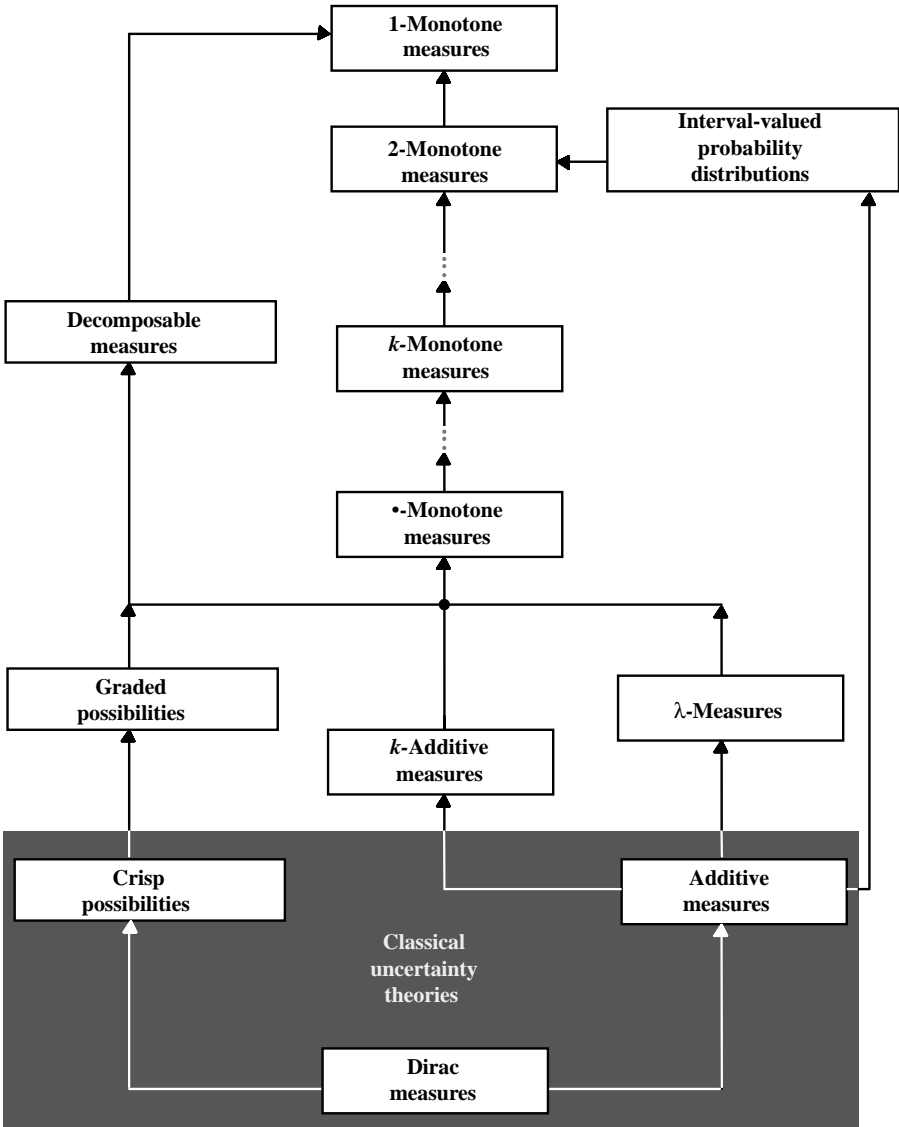 1-Monotone
measures
2-Monotone
measures
Interval-valued
probability
distributions
Decomposable
measures
k-Monotone
measures
•-Monotone
measures
Graded
possibilities
k-Additive
measures
λ-Measures
Crisp
possibilities
Additive
measures
Classical
uncertainty
theories
Dirac
measures